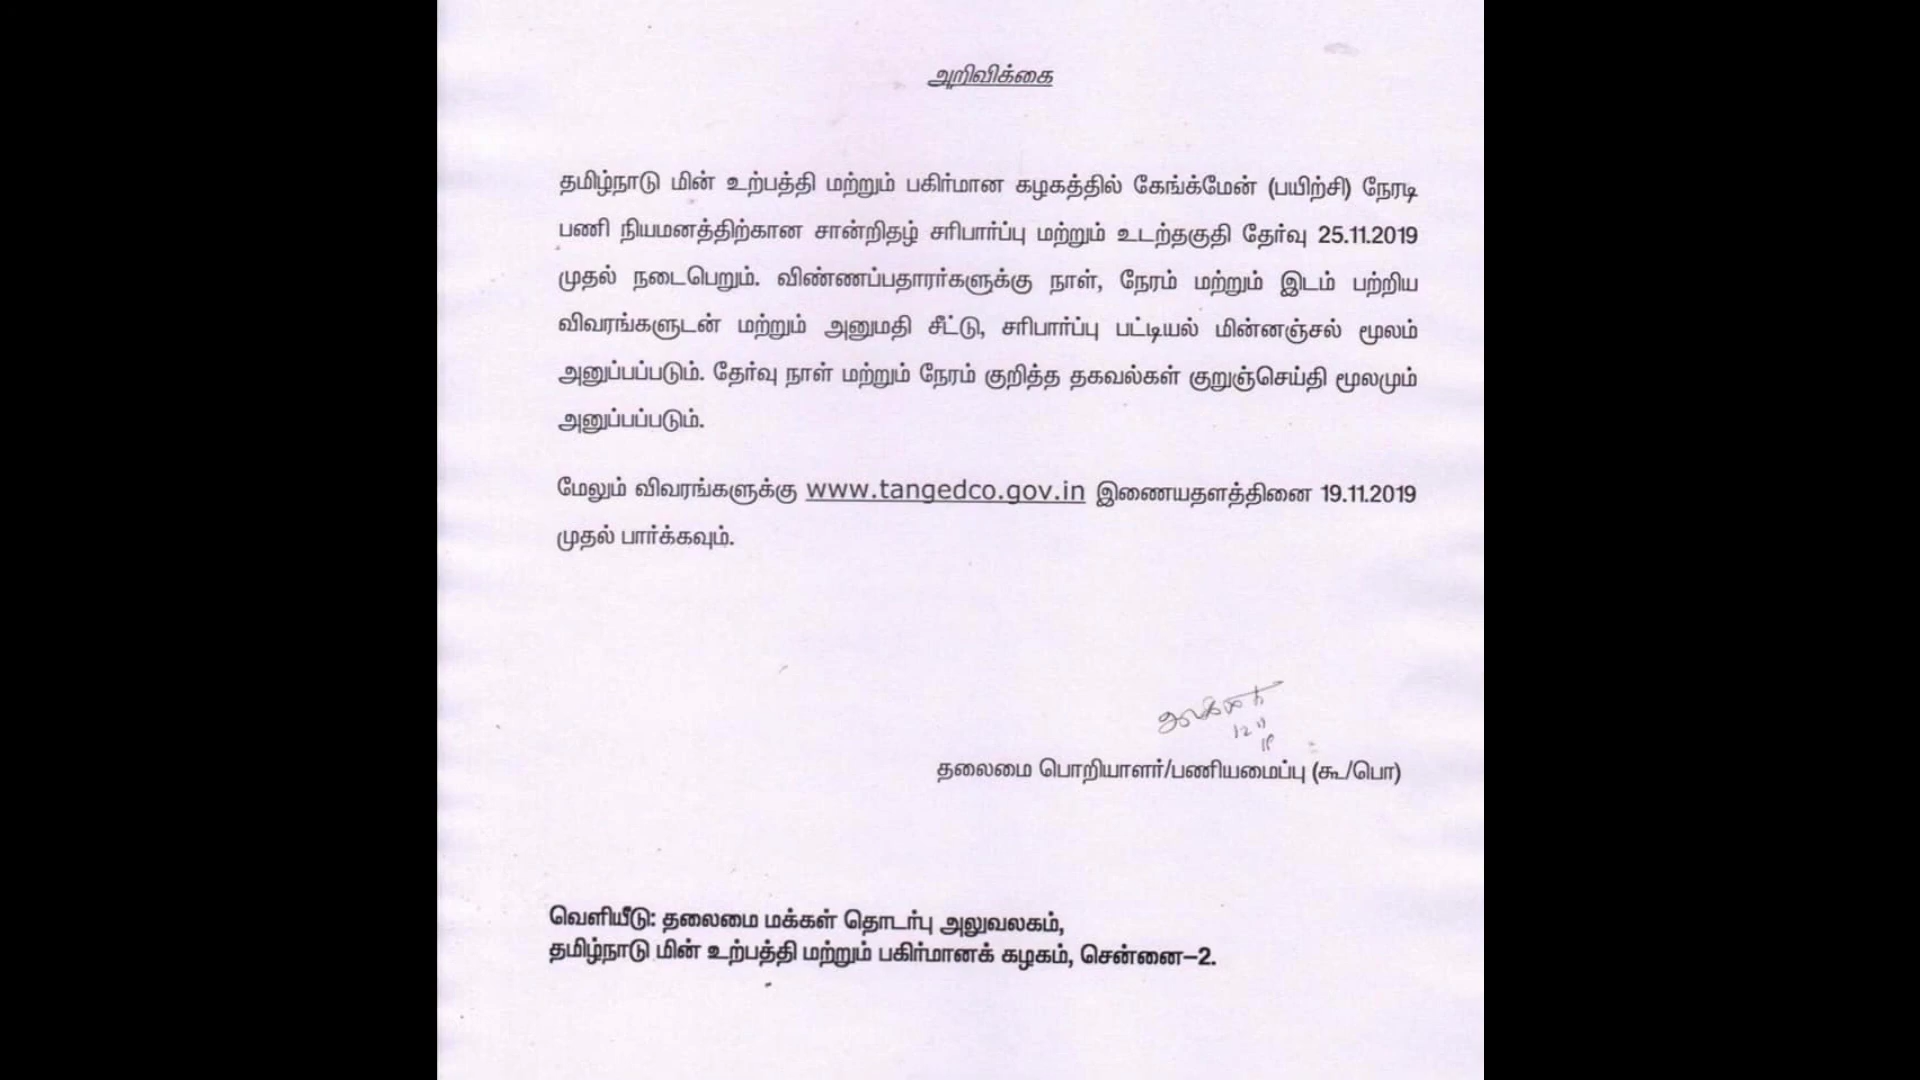 அறிவிக்கை
தமிழ்நாடு மின் உற்பத்தி மற்றும் பகிர்மான கழகத்தில் கேங்க்மேன் (பயிற்சி) நேரடி
பணி நியமனத்திற்கான சான்றிதழ் சரிபார்ப்பு மற்றும் உடற்தகுதி தேர்வு 25.11.2019
முதல் நடைபெறும். விண்ணப்பதாரர்களுக்கு நாள், நேரம் மற்றும் இடம் பற்றிய
விவரங்களுடன் மற்றும் அனுமதி சீட்டு, சரிபார்ப்பு பட்டியல் மின்னஞ்சல் மூலம்
அனுப்பப்படும். தேர்வு நாள் மற்றும் நேரம் குறித்த தகவல்கள் குறுஞ்செய்தி மூலமும்
அனுப்பப்படும்.
மேலும் விவரங்களுக்கு www.tangedco.gov.in இணையதளத்தினை 19.11.2019
முதல் பார்க்கவும்.
தலைமை பொறியாளர்/பணியமைப்பு (கூ/பொ)
வெளியீடு: தலைமை மக்கள் தொடர்பு அலுவலகம்,
தமிழ்நாடு மின் உற்பத்தி மற்றும் பகிர்மானக் கழகம், சென்னை–2.